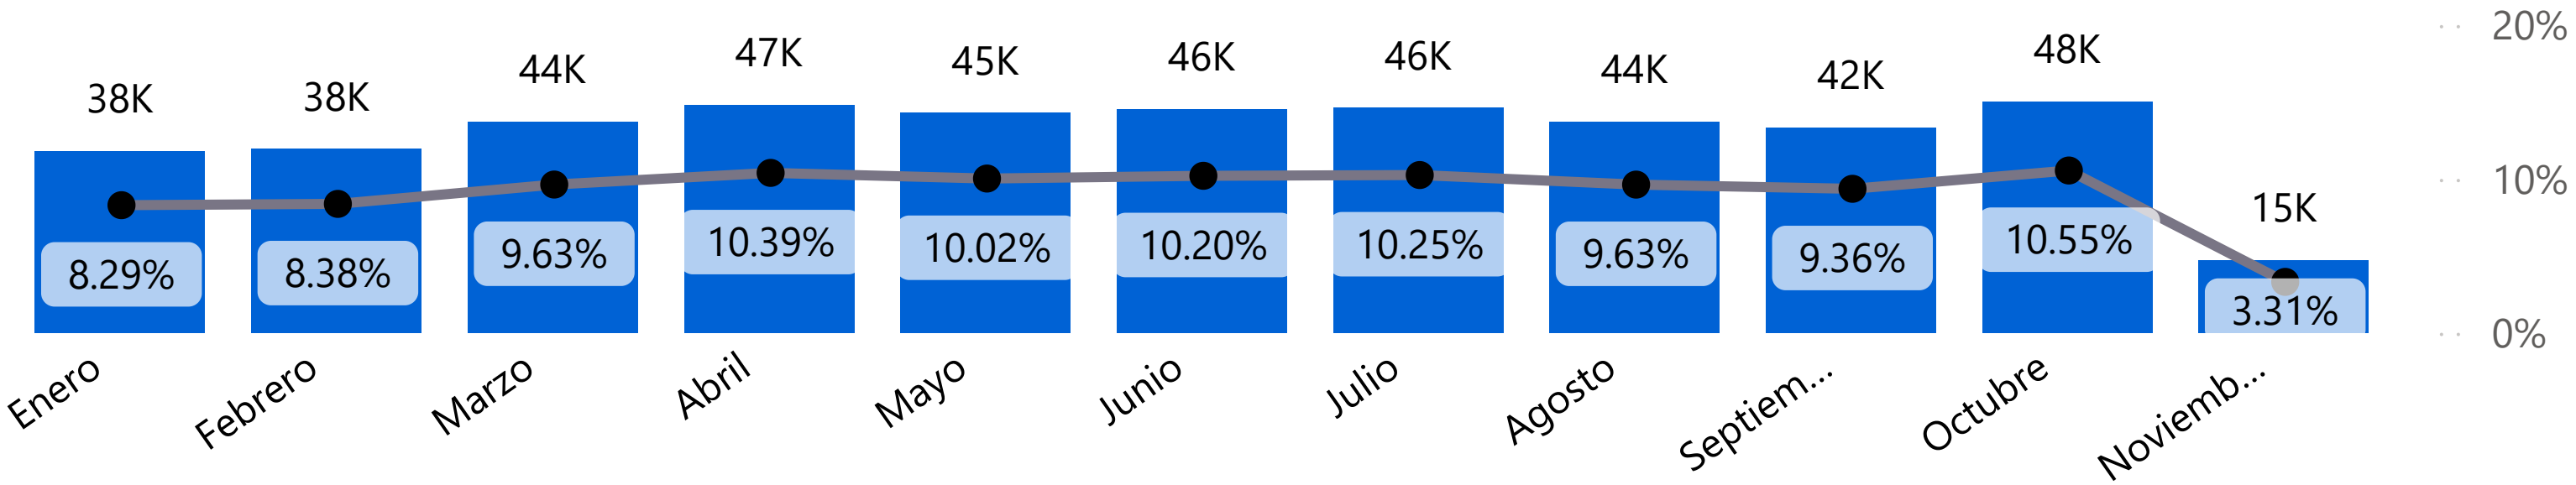 38K
38K
44K
47K
45K
46K
46K
44K
42K
48K
15K
8.29%
8.38%
9.63%
10.39%
10.02%
10.20%
10.25%
9.63%
9.36%
10.55%
3.31%
20%
10%
0%
Enero
Febrero
Marzo
Abril
Mayo
Junio
Julio
Agosto
Septiem...
Octubre
Noviemb...